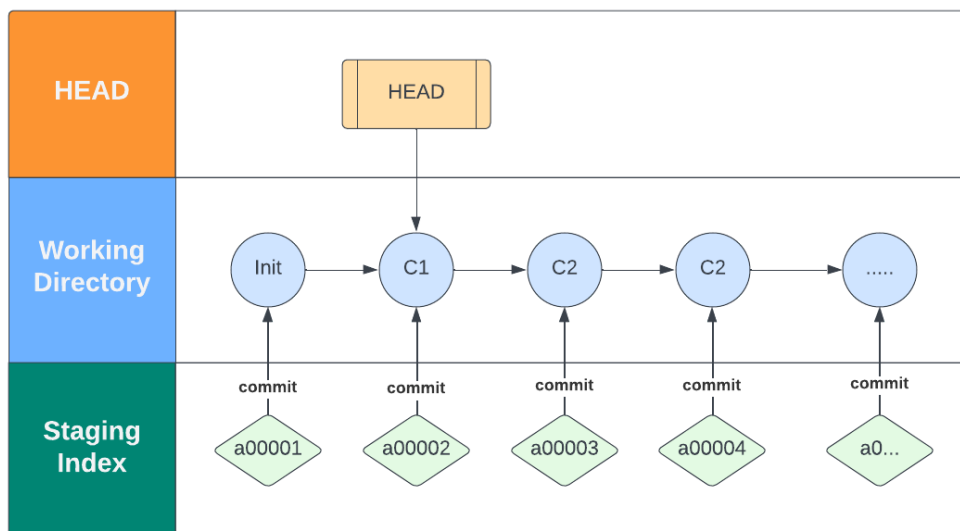 HEAD
HEAD
Working
Directory
Init
C1
C2
C2
.....
commit
commit
commit
commit
commit
Staging
Index
a00001
a00002
a00003
a00004
a0...